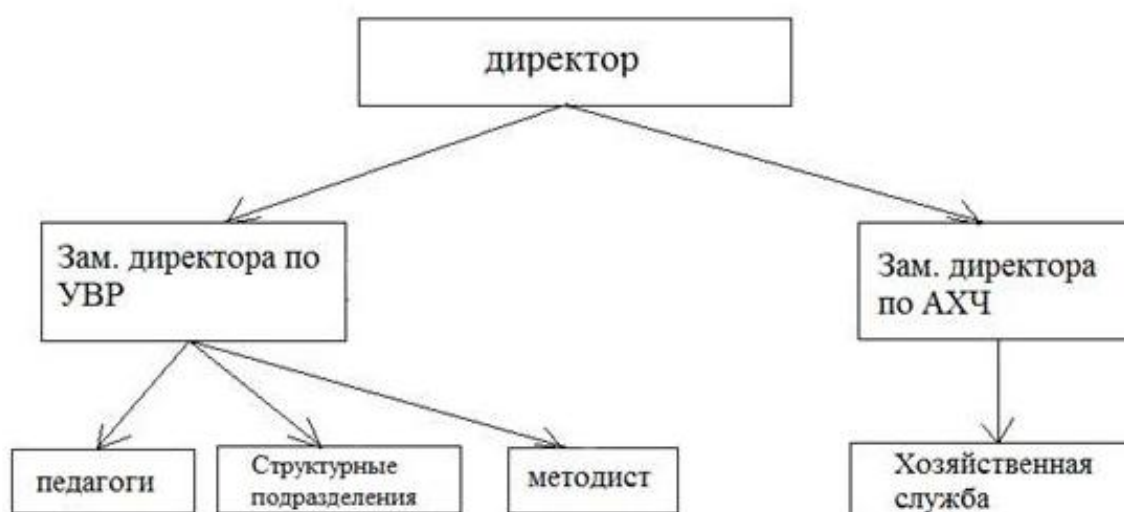 директор
Зам. директора по
УВР
Зам. директора
по АХЧ
педагоги
Структурные
подразделения
методист
Хозяйственная
служба